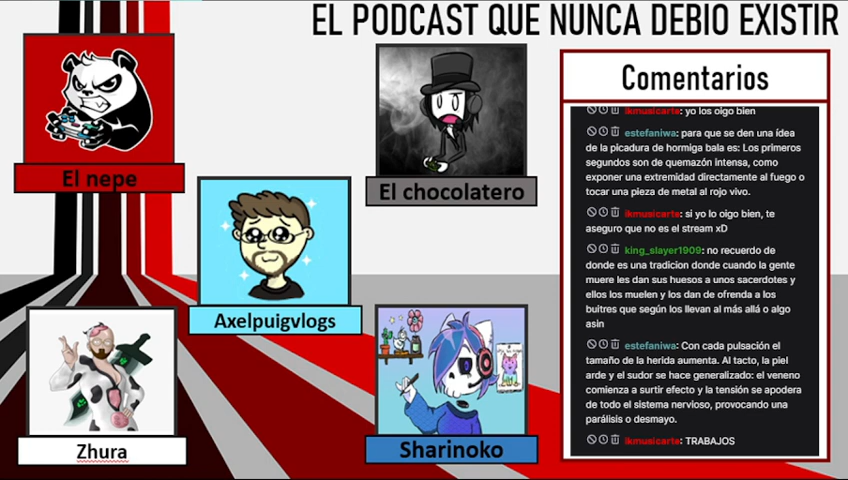 EL PODCAST QUE NUNCA DEBIO EXISTIR
El nepe
El chocolatero
Axelpuigvlogs
Zhura
Sharinoko
Comentarios
ikmusicarts: yo los oigo bien
estefaniwa: para que se den una ídea
de la picadura de hormiga bala es: Los primeros
segundos son de quemazón intensa, como
exponer una extremidad directamente al fuego o
tocar una pieza de metal al rojo vivo.
ikmusicarts: si yo lo oigo bien, te
aseguro que no es el stream xD
king_slayer1909: no recuerdo de
donde es una tradicion donde cuando la gente
muere les dan sus huesos a unos sacerdotes y
ellos los muelen y los dan de ofrenda a los
buitres que según los llevan al más allá o algo
asin
estefaniwa: Con cada pulsación el
tamaño de la herida aumenta. Al tacto, la piel
arde y el sudor se hace generalizado: el veneno
comienza a surtir efecto y la tensión se apodera
de todo el sistema nervioso, provocando una
parálisis o desmayo.
ikmusicarts: TRABAJOS